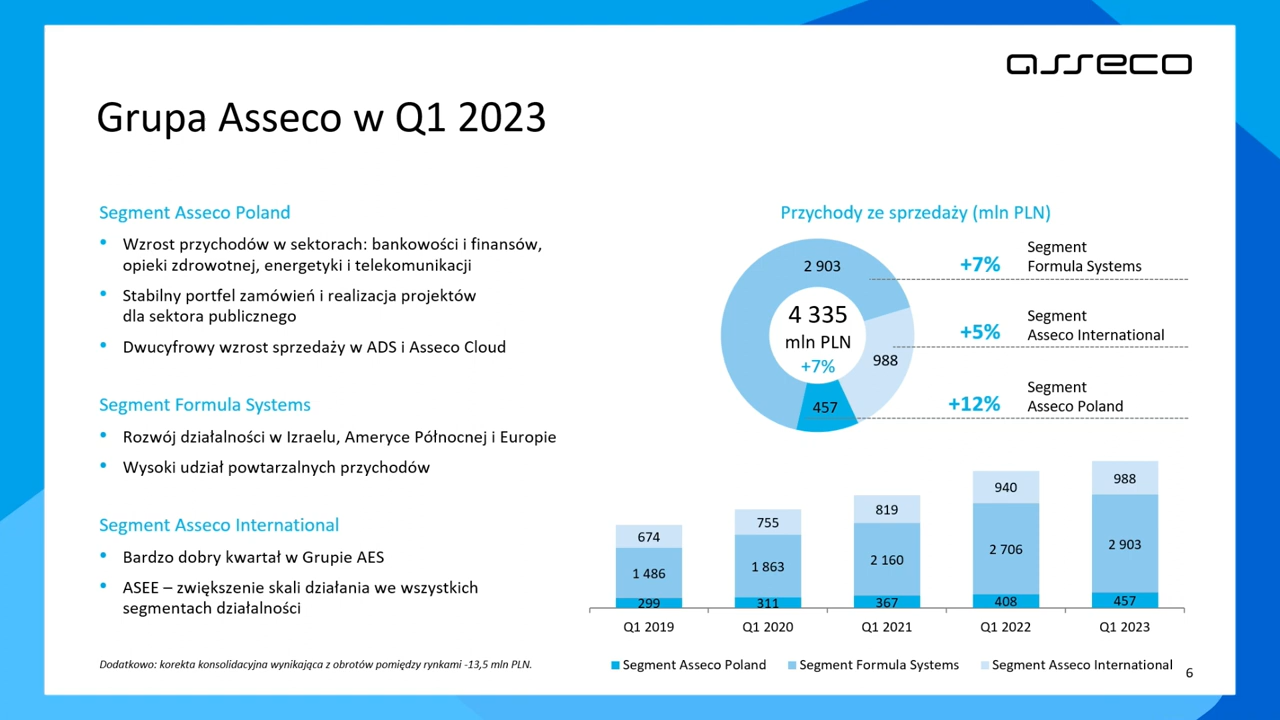 asseco
Grupa Asseco w Q1 2023
Segment Asseco Poland
• Wzrost przychodów w sektorach: bankowości i finansów,
opieki zdrowotnej, energetyki i telekomunikacji
• Stabilny portfel zamówień i realizacja projektów
dla sektora publicznego
• Dwucyfrowy wzrost sprzedaży w ADS i Asseco Cloud
Segment Formula Systems
• Rozwój działalności w Izraelu, Ameryce Północnej i Europie
• Wysoki udział powtarzalnych przychodów
Segment Asseco International
• Bardzo dobry kwartał w Grupie AES
• ASEE – zwiększenie skali działania we wszystkich
segmentach działalności
Dodatkowo: korekta konsolidacyjna wynikająca z obrotów pomiędzy rynkami -13,5 mln PLN.
Przychody ze sprzedaży (mln PLN)
2 903
4 335
mln PLN
+7%
988
457
+7%
Segment
Formula Systems
+5%
Segment
Asseco International
+12%
Segment
Asseco Poland
674
1 486
299
755
1 863
311
819
2 160
367
940
2 706
408
988
2 903
457
Q1 2019
Q1 2020
Q1 2021
Q1 2022
Q1 2023
Segment Asseco Poland
Segment Formula Systems
Segment Asseco International
6